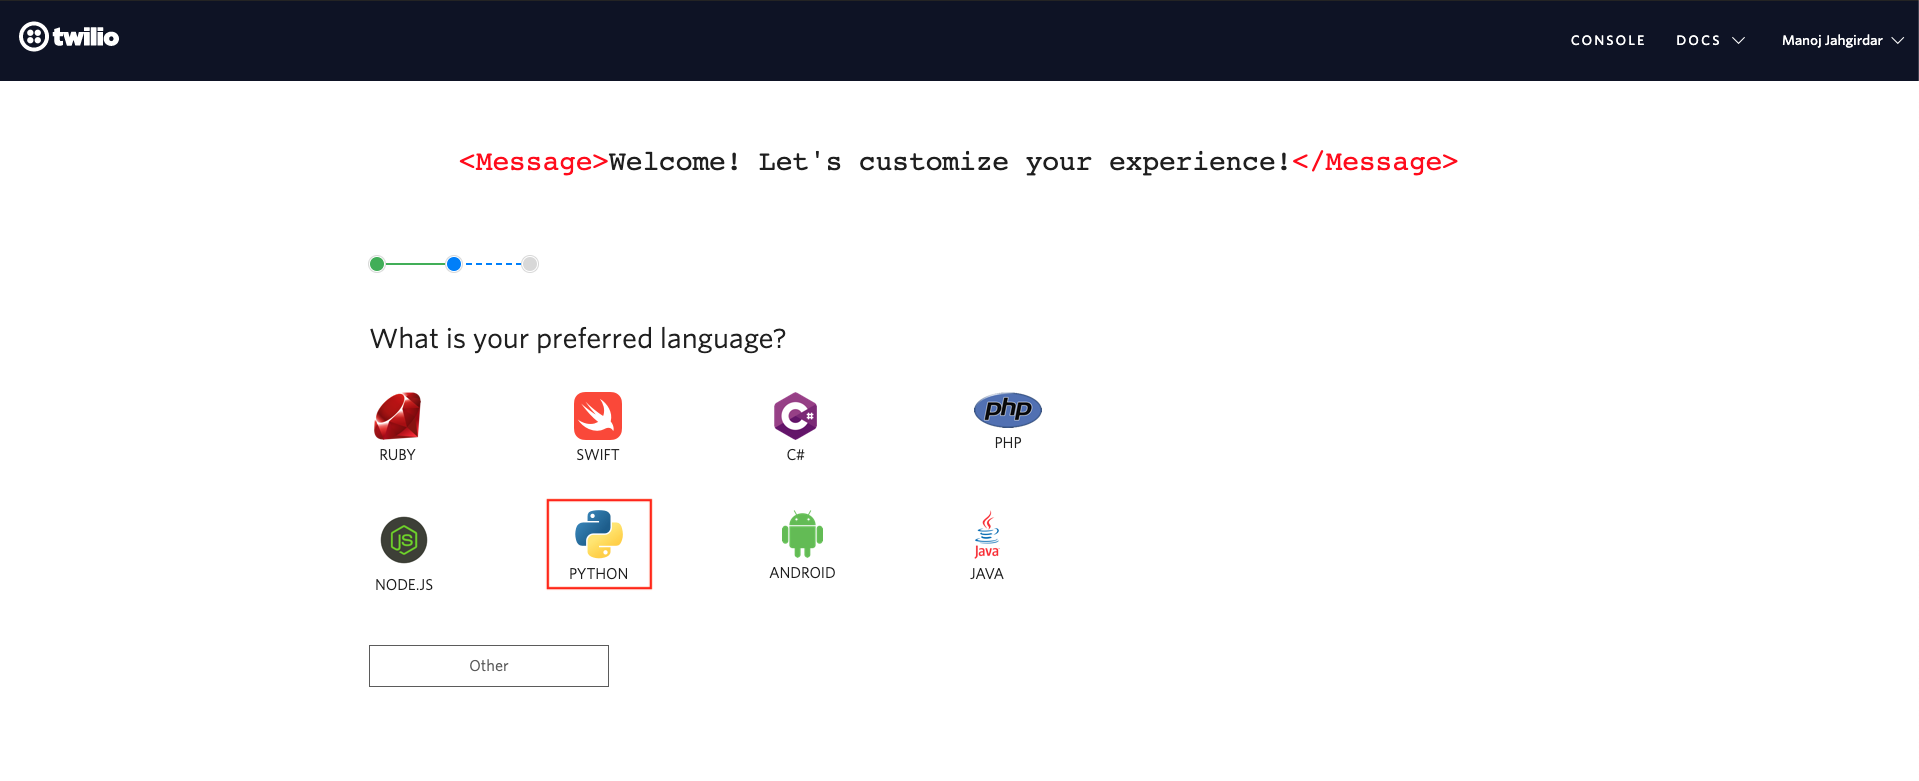 twilio
CONSOLE DOCS Manoj Jahgirdar
<Message>Welcome! Let's customize your experience!</Message>
What is your preferred language?
C#
php
RUBY SWIFT C# PHP
JS
Java
NODE.JS PYTHON ANDROID JAVA
Other